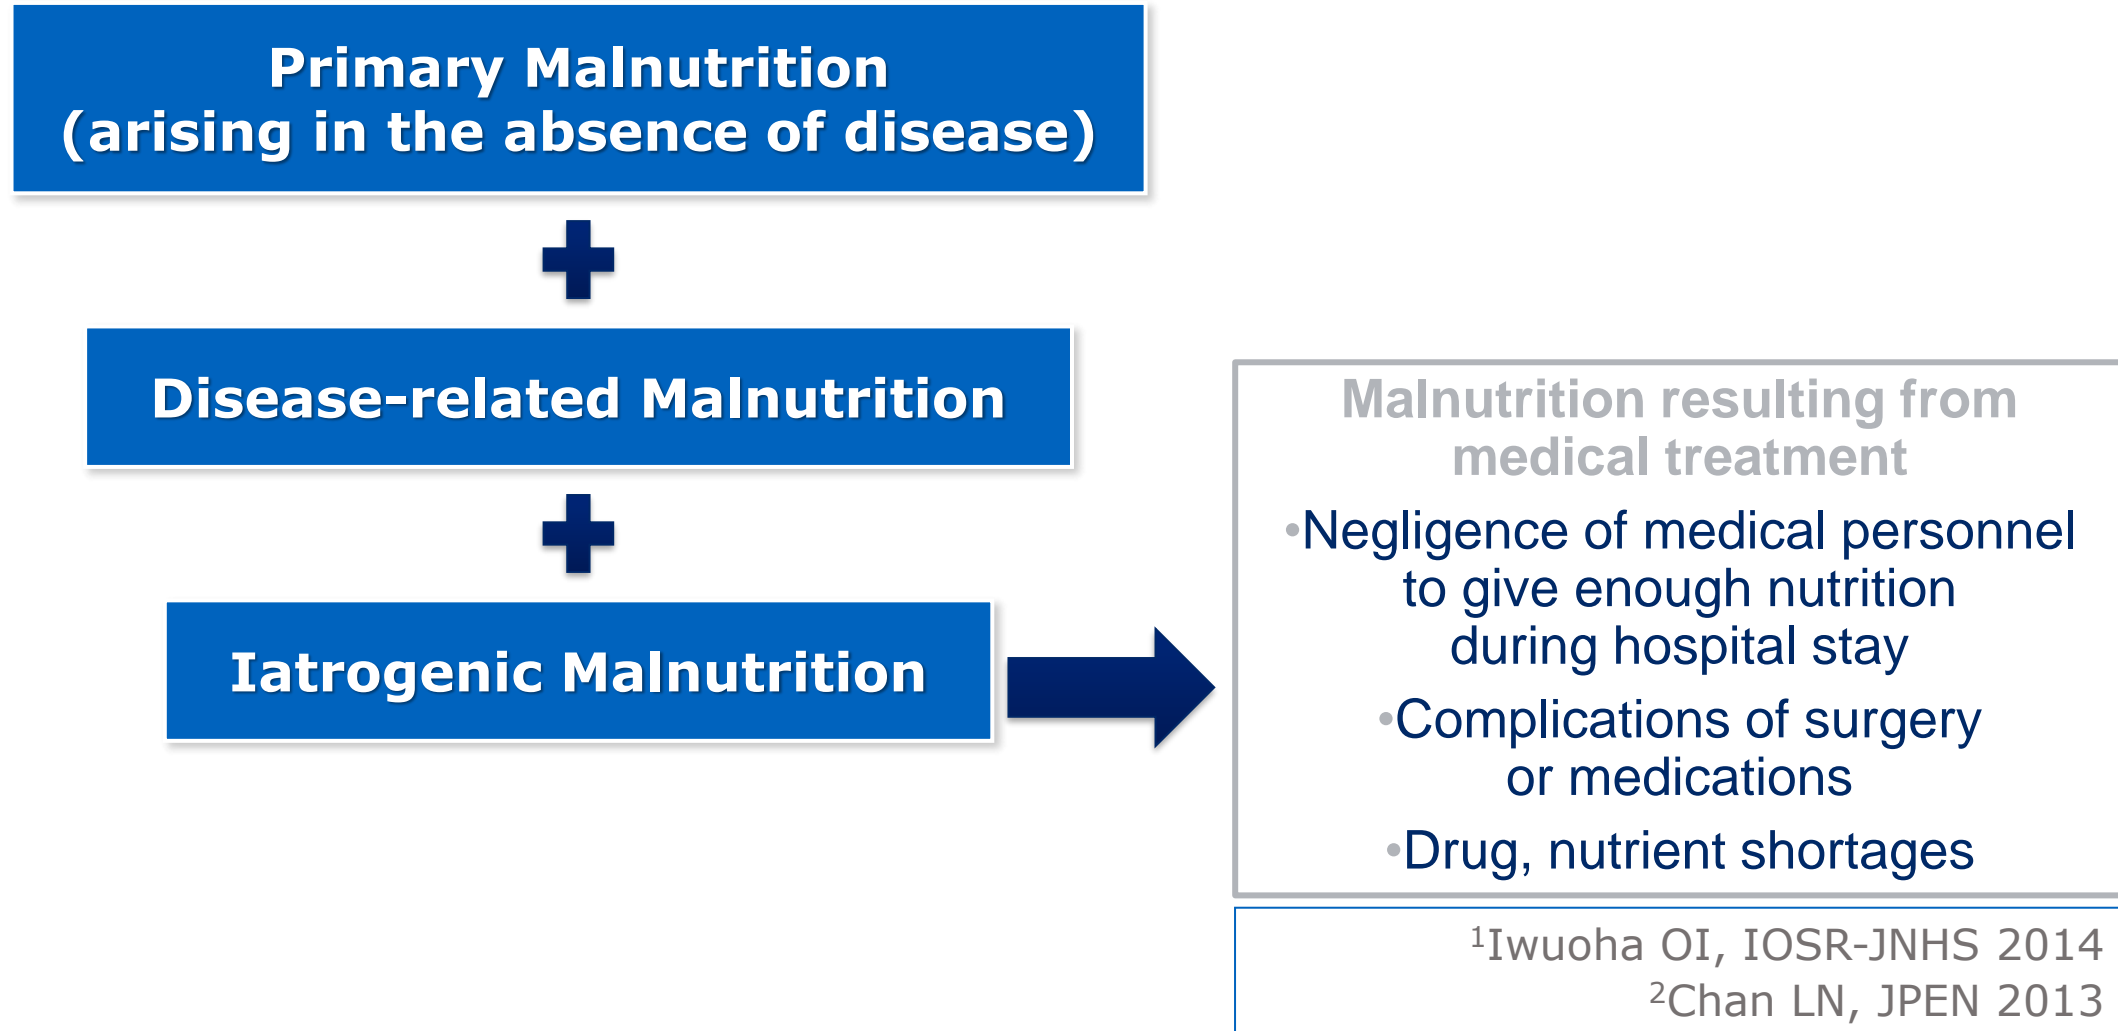 Primary Malnutrition
(arising in the absence of disease)
Disease-related Malnutrition
Iatrogenic Malnutrition
Malnutrition resulting from
medical treatment
•Negligence of medical personnel
to give enough nutrition
during hospital stay
•Complications of surgery
or medications
•Drug, nutrient shortages
¹Iwuoha OI, IOSR-JNHS 2014
²Chan LN, JPEN 2013